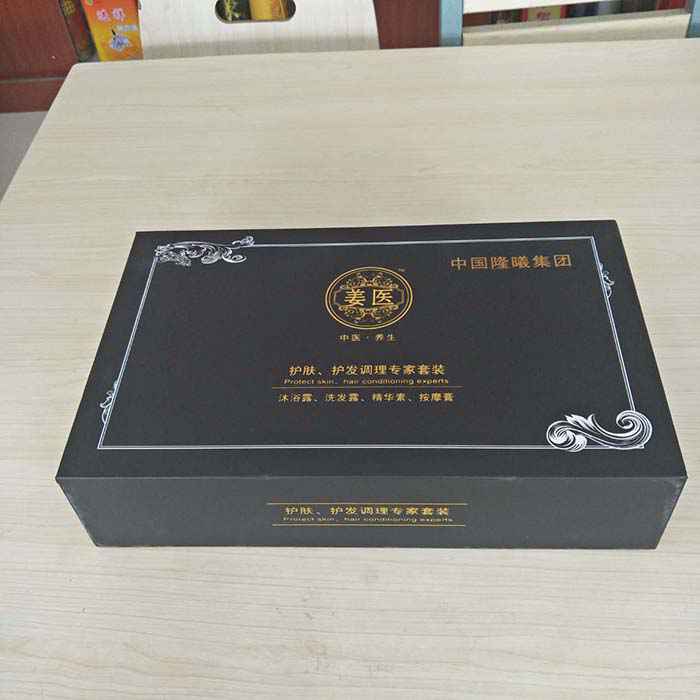 中国隆曦集团
姜医
中医·养生
护肤、护发调理专家套装
Protect skin, hair conditioning experts
沐浴露、洗发露、精华素、按摩膏
护肤、护发调理专家套装
Protect skin, hair conditioning experts